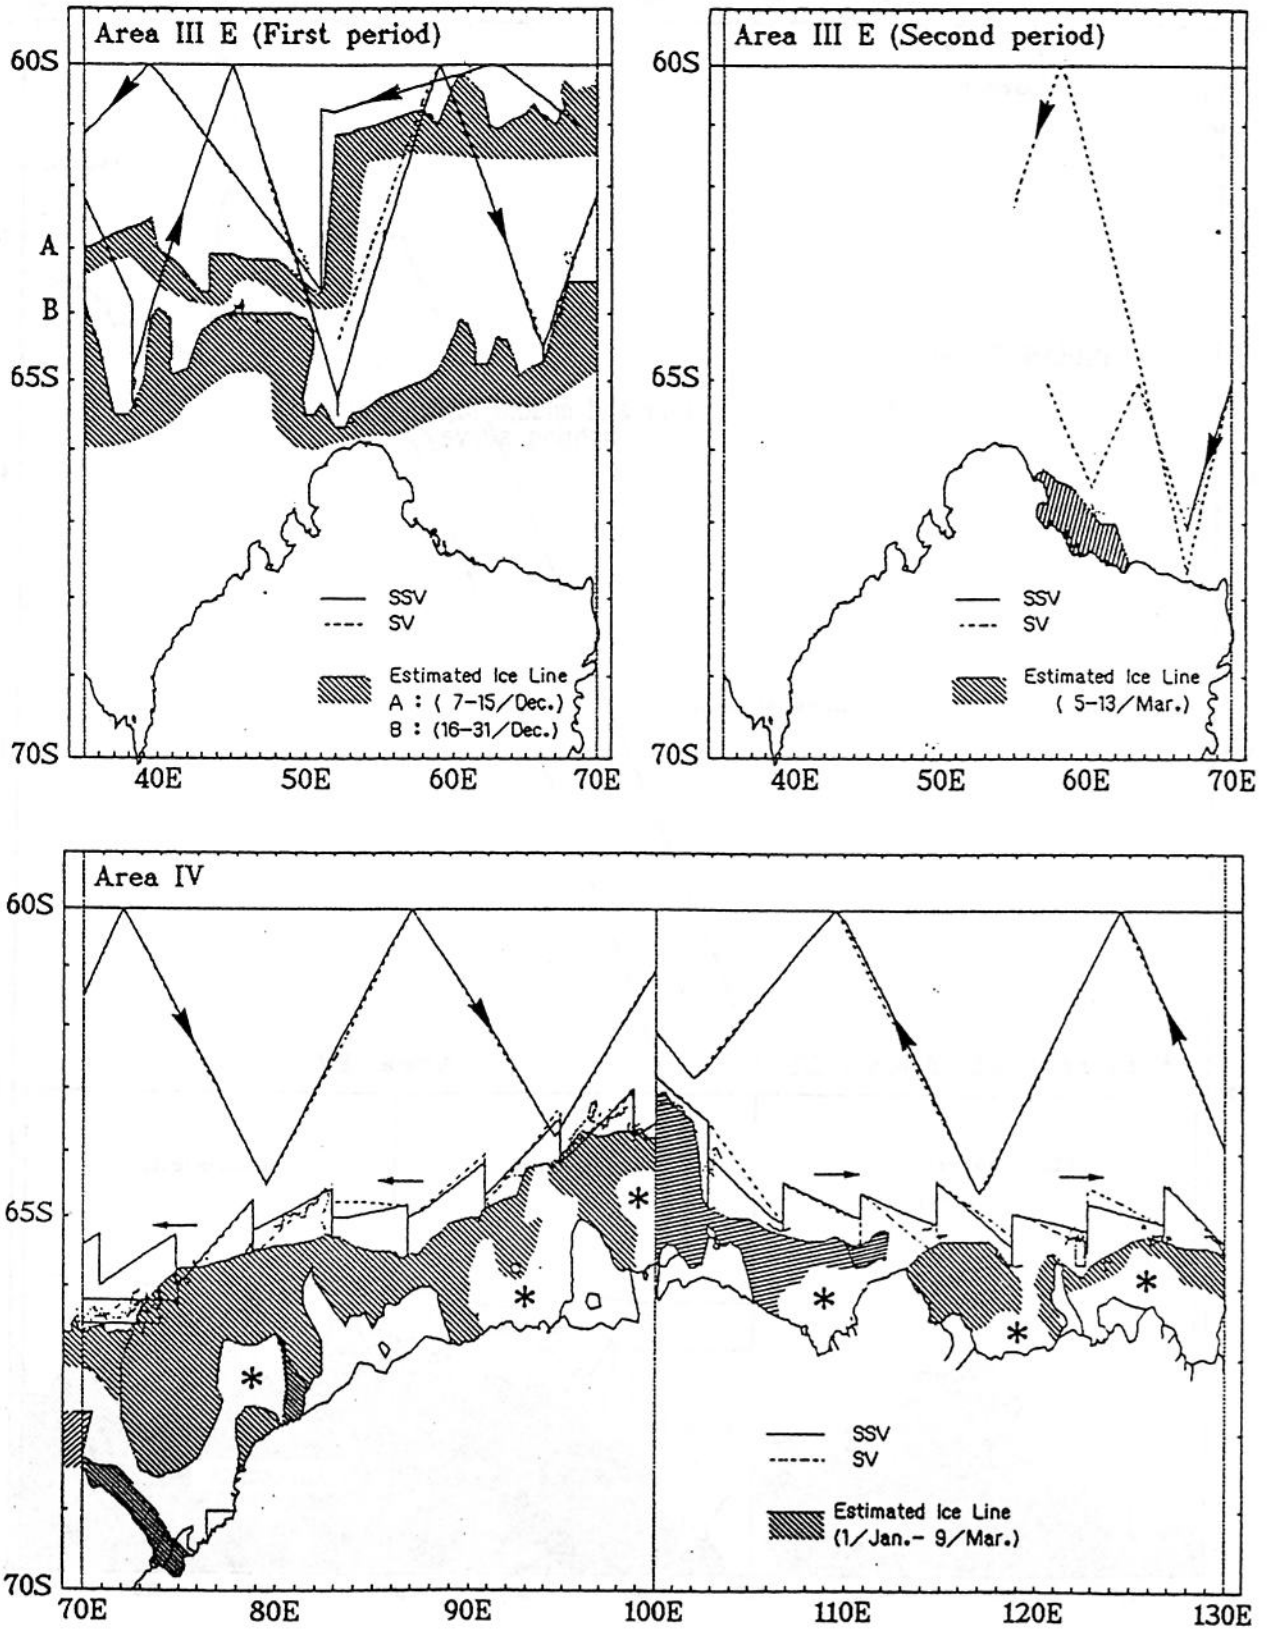 Area III E (First period)
60S
A
B
65S
70S
SSV
SV
Estimated Ice Line
A : ( 7-15/Dec.)
B : (16-31/Dec.)
40E 50E 60E 70E
Area III E (Second period)
60S
65S
70S
SSV
SV
Estimated Ice Line
( 5-13/Mar.)
40E 50E 60E 70E
Area IV
60S
65S
70S
*
*
*
*
*
*
SSV
SV
Estimated Ice Line
(1/Jan.- 9/Mar.)
70E 80E 90E 100E 110E 120E 130E